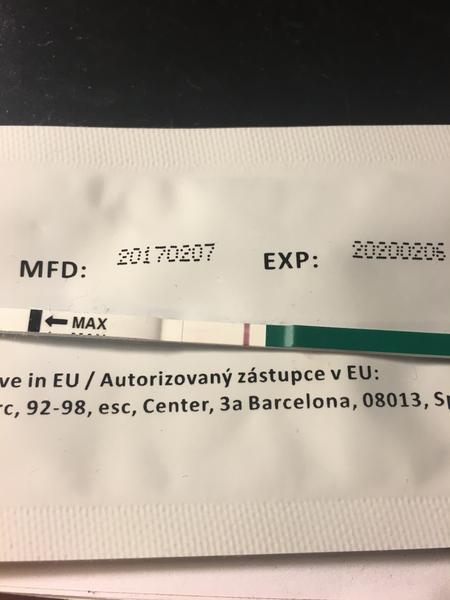 MFD: 20170207 EXP: 20200206
MAX
ve in EU / Autorizovaný zástupce v EU:
rc, 92-98, esc, Center, 3a Barcelona, 08013, Sp